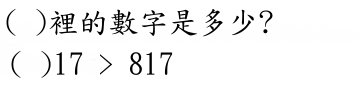 ( )裡的數字是多少?
( )17 > 817